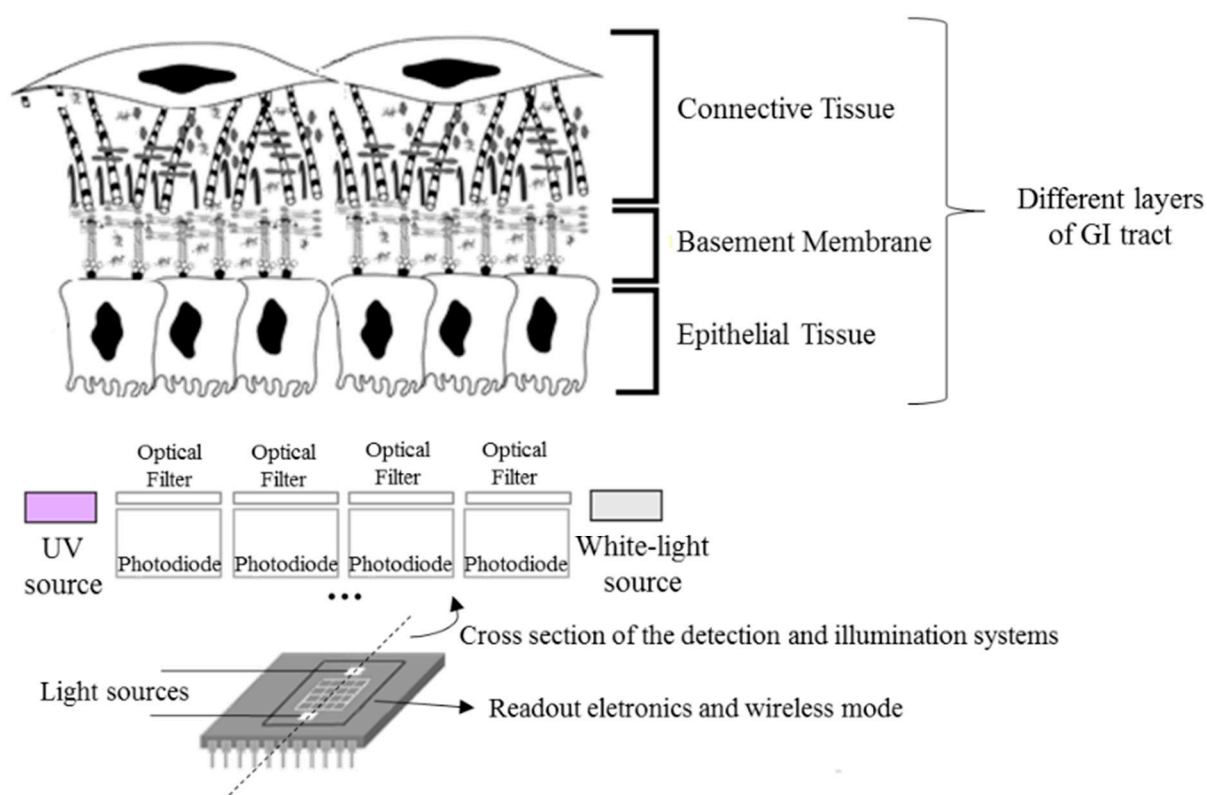 Connective Tissue
Different layers
of GI tract
Basement Membrane
Epithelial Tissue
Optical
Filter
Optical
Filter
Optical
Filter
Optical
Filter
UV
source
Photodiode
Photodiode
Photodiode
Photodiode
White-light
source
...
Cross section of the detection and illumination systems
Light sources
Readout eletronics and wireless mode